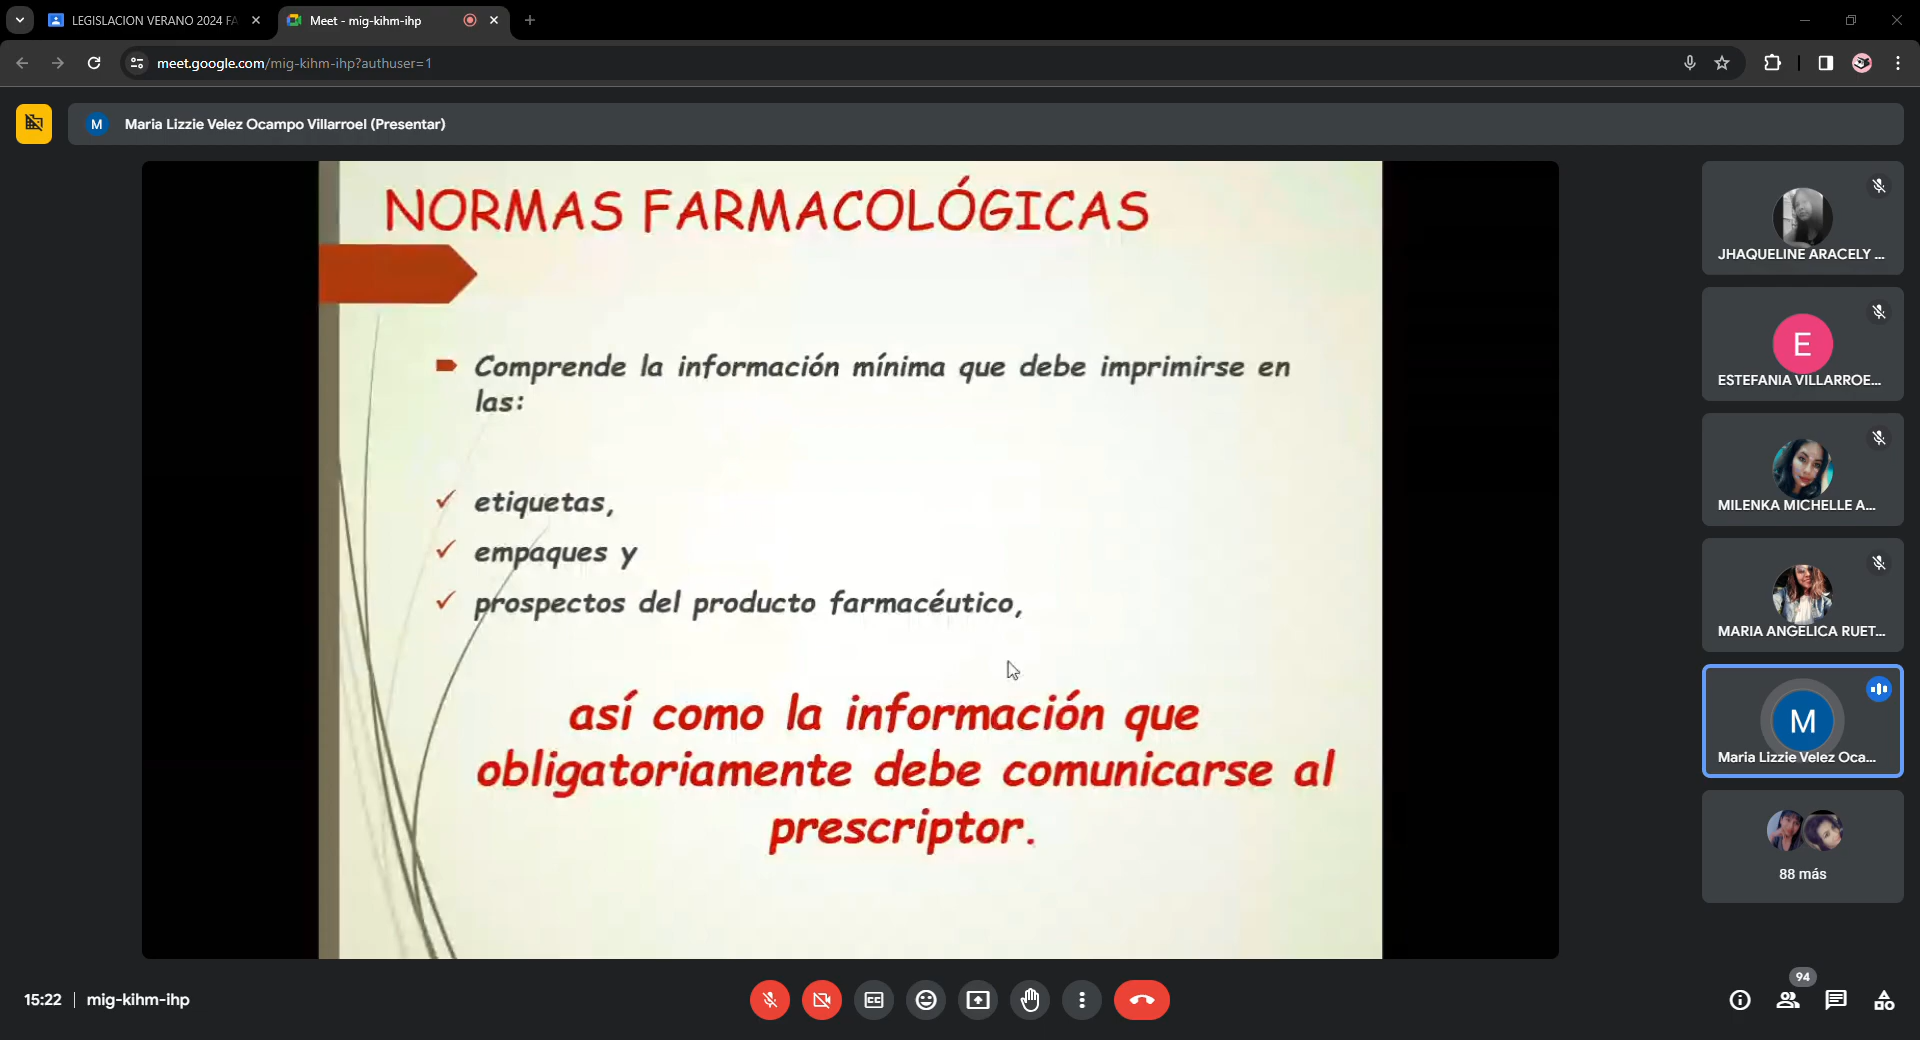 LEGISLACION VERANO 2024 FA
Meet - mig-kihm-ihp
meet.google.com/mig-kihm-ihp?authuser=1
M
Maria Lizzie Velez Ocampo Villarroel (Presentar)
NORMAS FARMACOLÓGICAS
Comprende la información mínima que debe imprimirse en
las:
etiquetas,
empaques y
prospectos del producto farmacéutico,
así como la información que
obligatoriamente debe comunicarse al
prescriptor.
JHAQUELINE ARACELY ...
E
ESTEFANIA VILLARROE...
MILENKA MICHELLE A...
MARIA ANGELICA RUET...
M
Maria Lizzie Velez Oca...
88 más
15:22 | mig-kihm-ihp
CC
94